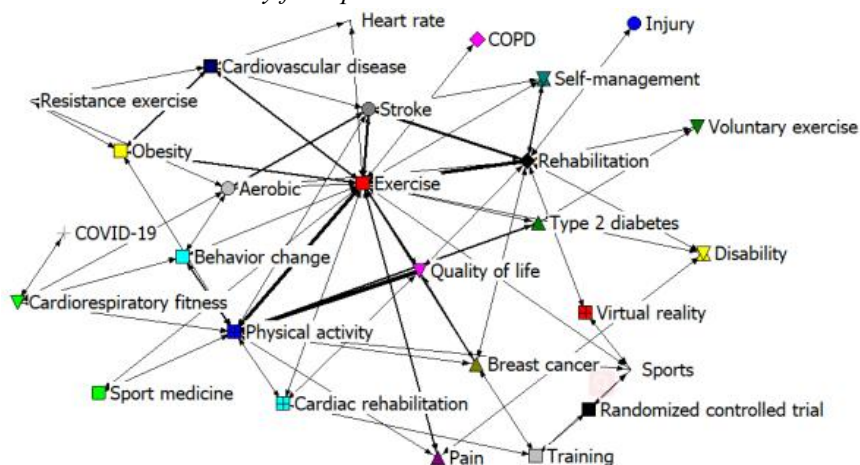 Heart rate
Injury
COPD
Cardiovascular disease
Self-management
Resistance exercise
Stroke
Voluntary exercise
Obesity
Rehabilitation
Aerobic
Exercise
Type 2 diabetes
COVID-19
Behavior change
Disability
Quality of life
Cardiorespiratory fitness
Virtual reality
Physical activity
Breast cancer
Sports
Sport medicine
Cardiac rehabilitation
Randomized controlled trial
Pain
Training